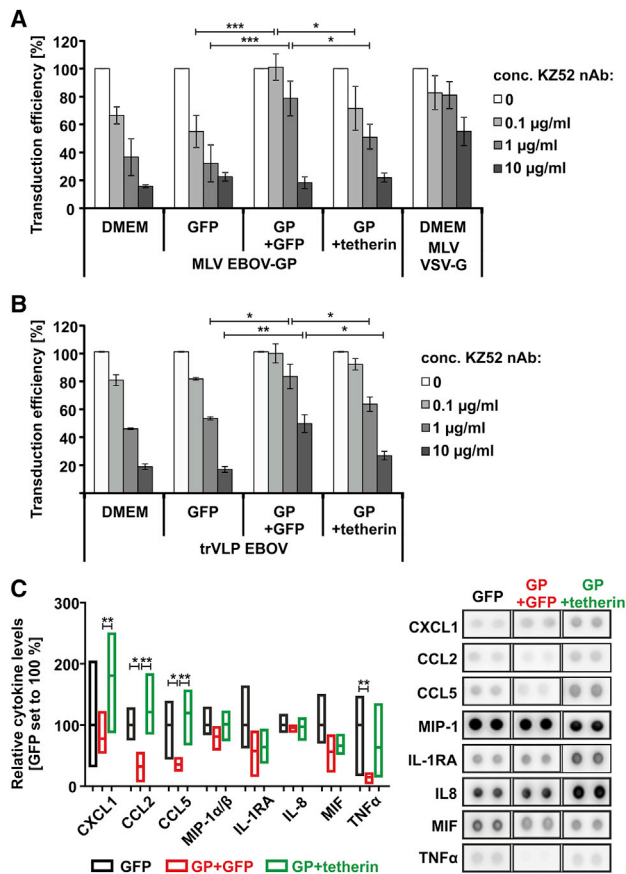 A
Transduction efficiency [%]
120
100
80
60
40
20
0
*** *
*** *
DMEM GFP GP +GFP GP +tetherin DMEM
MLV EBOV-GP MLV VSV-G
conc. KZ52 nAb:
0
0.1 µg/ml
1 µg/ml
10 µg/ml
B
Transduction efficiency [%]
120
100
80
60
40
20
* *
** *
DMEM GFP GP +GFP GP +tetherin
trVLP EBOV
conc. KZ52 nAb:
0
0.1 µg/ml
1 µg/ml
10 µg/ml
C
Relative cytokine levels
[GFP set to 100 %]
300
200
100
0
** * ** * ** **
CXCL1 CCL2 CCL5 MIP-1α/β IL-1RA IL-8 MIF TNFα
GFP GP+GFP GP+tetherin
GFP GP +GFP GP +tetherin
CXCL1
CCL2
CCL5
MIP-1
IL-1RA
IL8
MIF
TNFα